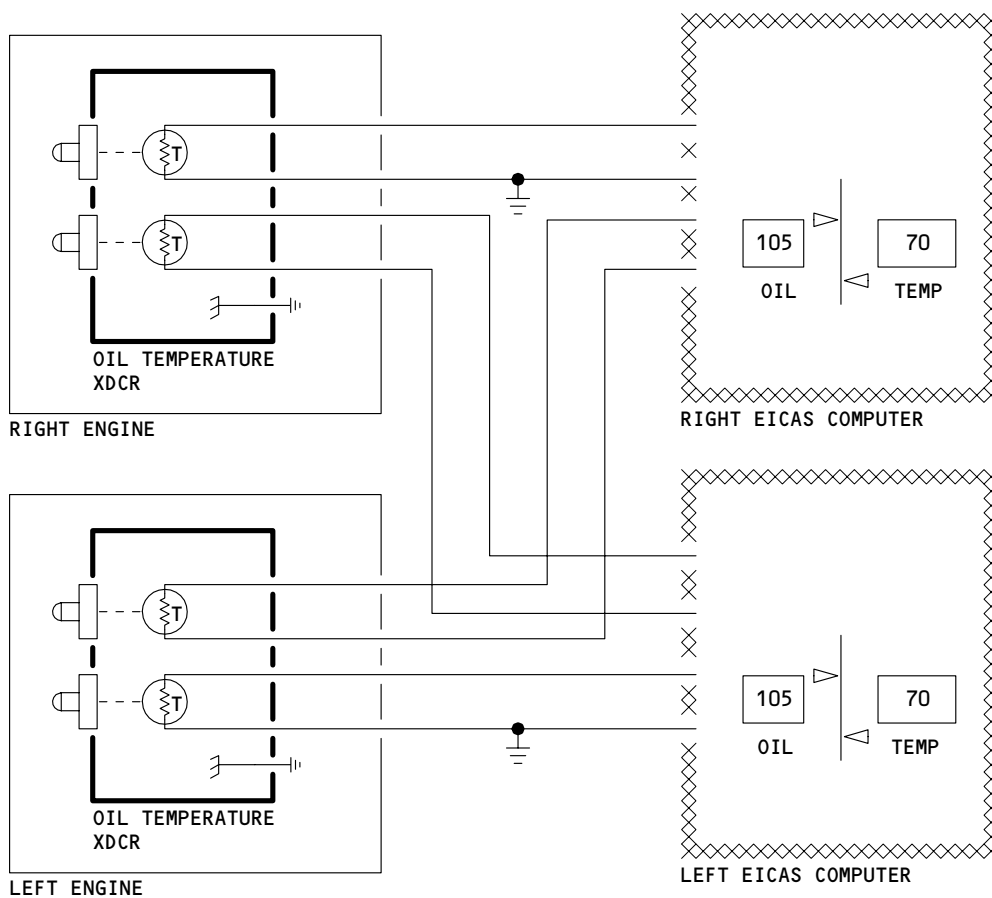 T
T
OIL TEMPERATURE
XDCR
RIGHT ENGINE
105 70
OIL TEMP
RIGHT EICAS COMPUTER
T
T
OIL TEMPERATURE
XDCR
LEFT ENGINE
105 70
OIL TEMP
LEFT EICAS COMPUTER